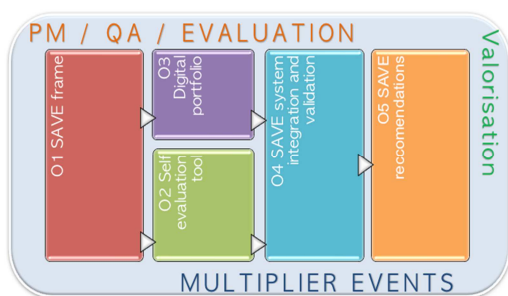 PM / QA / EVALUATION
O1 SAVE frame
O3
Digital
portfolio
O2 Self
evaluation
tool
O4 SAVE system
integration and
validation
O5 SAVE
reccomendations
Valorisation
MULTIPLIER EVENTS